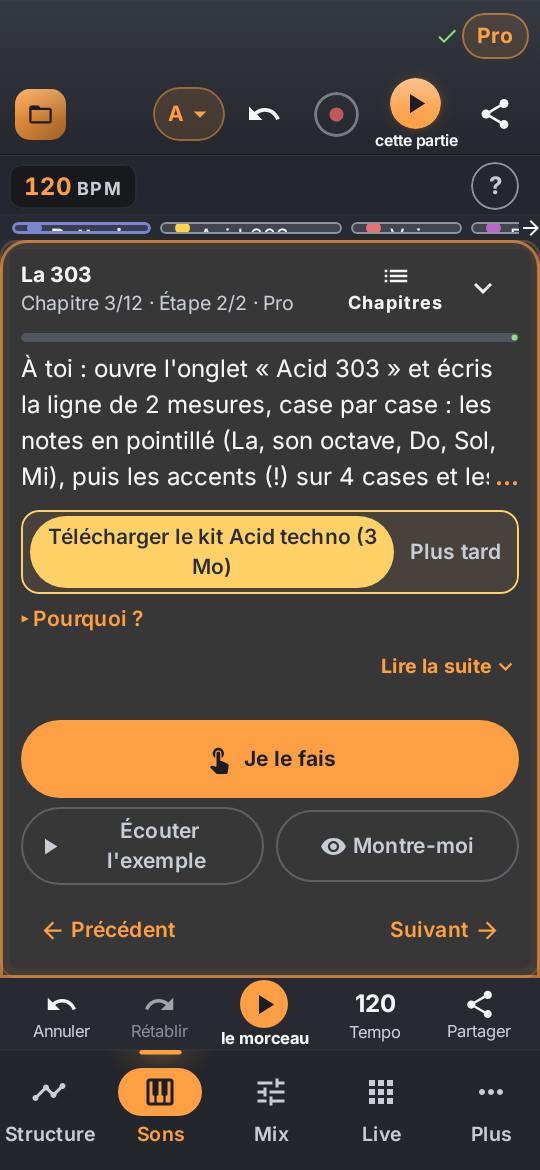 Pro
A
cette partie
120 BPM
?
La 303
Chapitre 3/12 · Étape 2/2 · Pro
Chapitres
À toi : ouvre l'onglet « Acid 303 » et écris
la ligne de 2 mesures, case par case : les
notes en pointillé (La, son octave, Do, Sol,
Mi), puis les accents (!) sur 4 cases et les...
Télécharger le kit Acid techno (3
Mo)
Plus tard
Pourquoi ?
Lire la suite
Je le fais
Écouter
l'exemple
Montre-moi
Précédent
Suivant
Annuler
Rétablir
le morceau
120
Tempo
Partager
Structure
Sons
Mix
Live
Plus